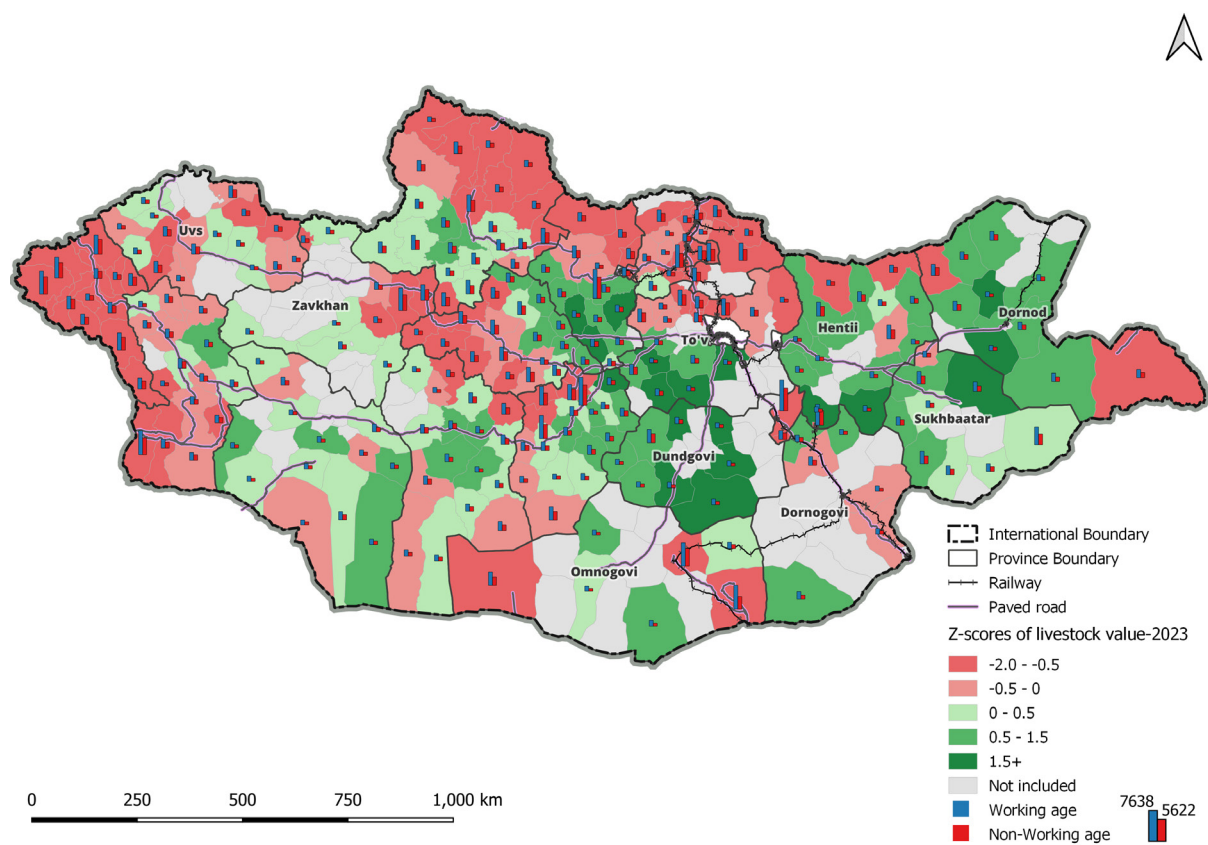 Uvs
Zavkhan
To'v
Hentii
Dornod
Sukhbaatar
Dundgovi
Dornogovi
Omnogovi
International Boundary
Province Boundary
Railway
Paved road
Z-scores of livestock value-2023
-2.0 - -0.5
-0.5 - 0
0 - 0.5
0.5 - 1.5
1.5+
Not included
Working age
Non-Working age
7638
5622
0 250 500 750 1,000 km